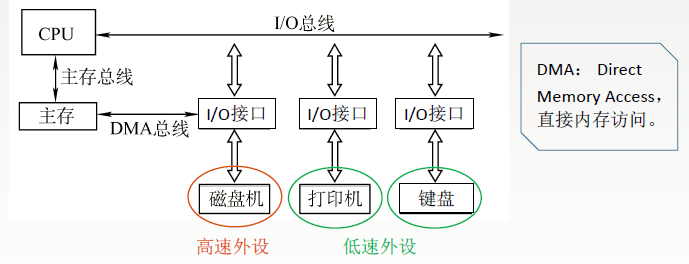 CPU
I/O总线
主存总线
主存
DMA总线
I/O接口
I/O接口
I/O接口
磁盘机
打印机
键盘
高速外设
低速外设
DMA： Direct
Memory Access，
直接内存访问。